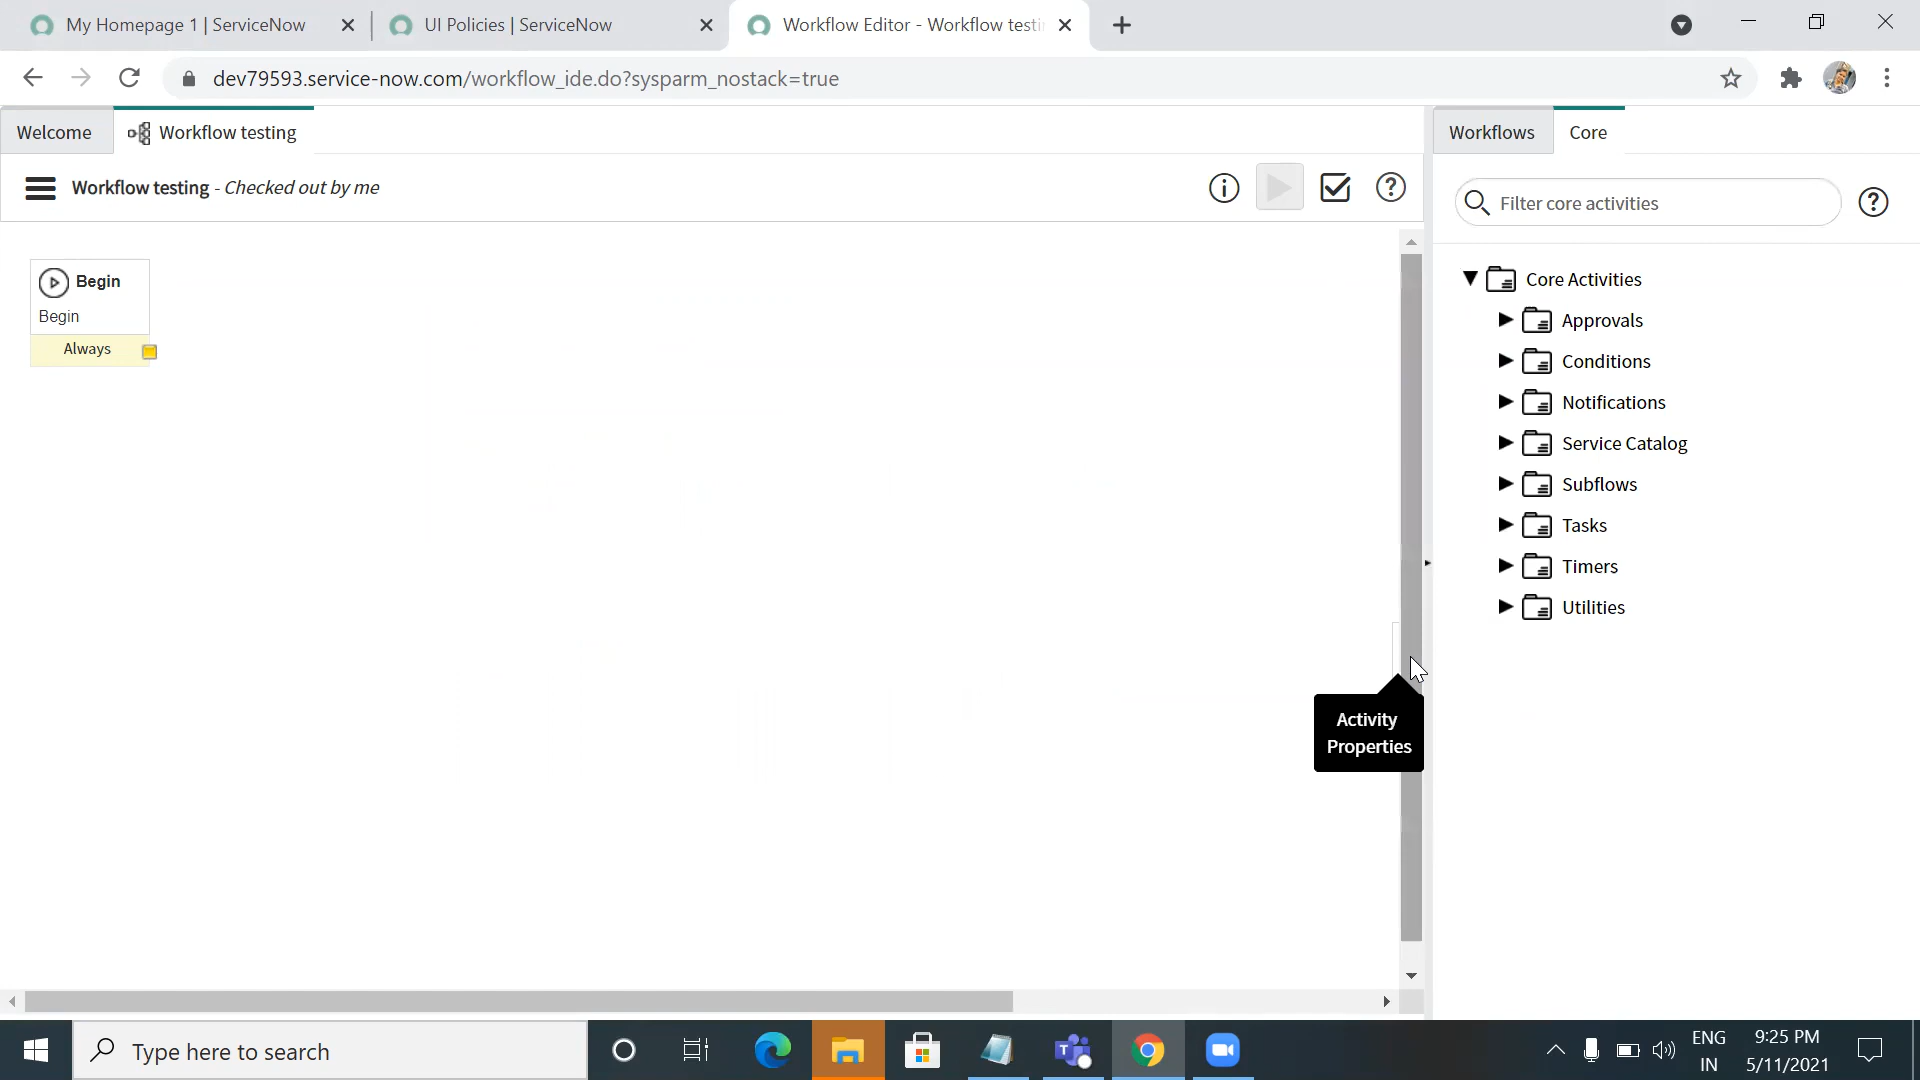 My Homepage 1 | ServiceNow
UI Policies | ServiceNow
Workflow Editor - Workflow testi
dev79593.service-now.com/workflow_ide.do?sysparm_nostack=true
Welcome
Workflow testing
Workflows
Core
Workflow testing - Checked out by me
Filter core activities
Begin
Begin
Always
Core Activities
Approvals
Conditions
Notifications
Service Catalog
Subflows
Tasks
Timers
Utilities
Activity
Properties
Type here to search
ENG
IN
9:25 PM
5/11/2021